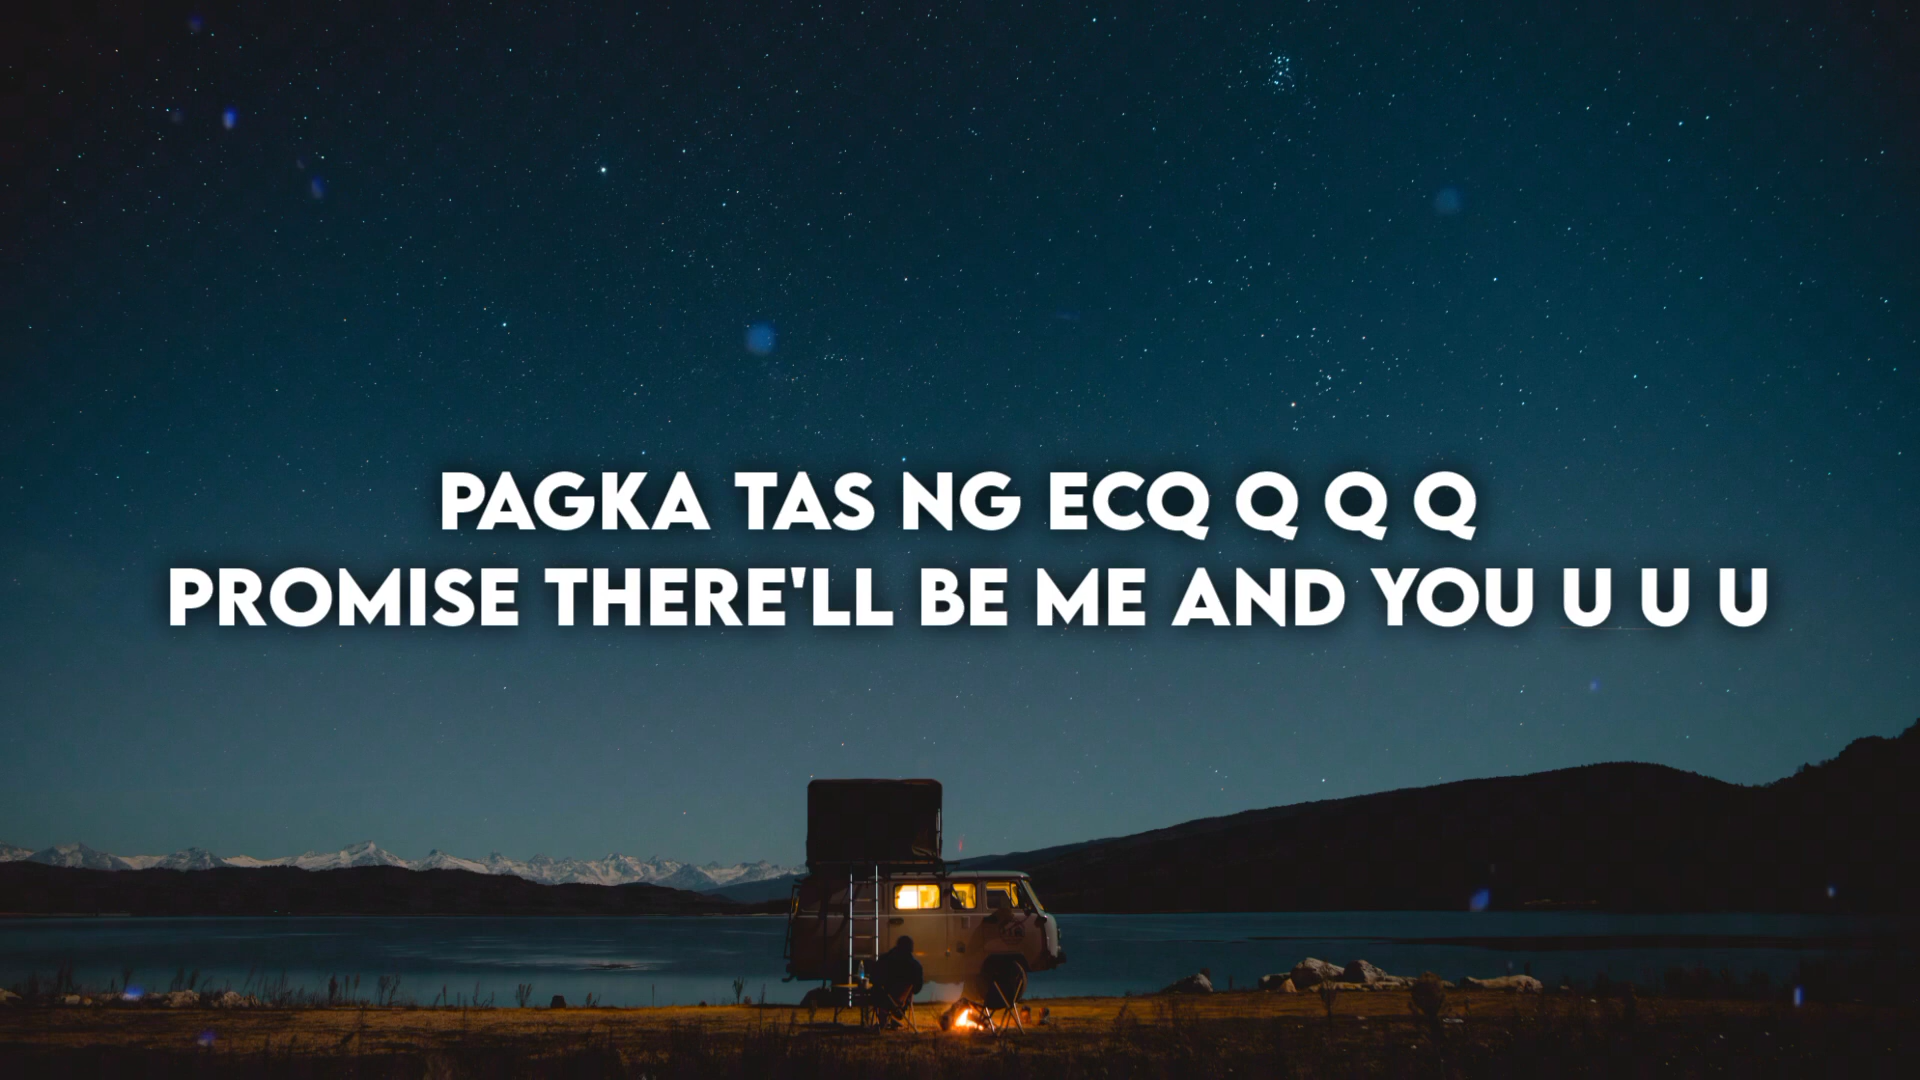 PAGKA TAS NG ECQ Q Q Q
PROMISE THERE'LL BE ME AND YOU U U U